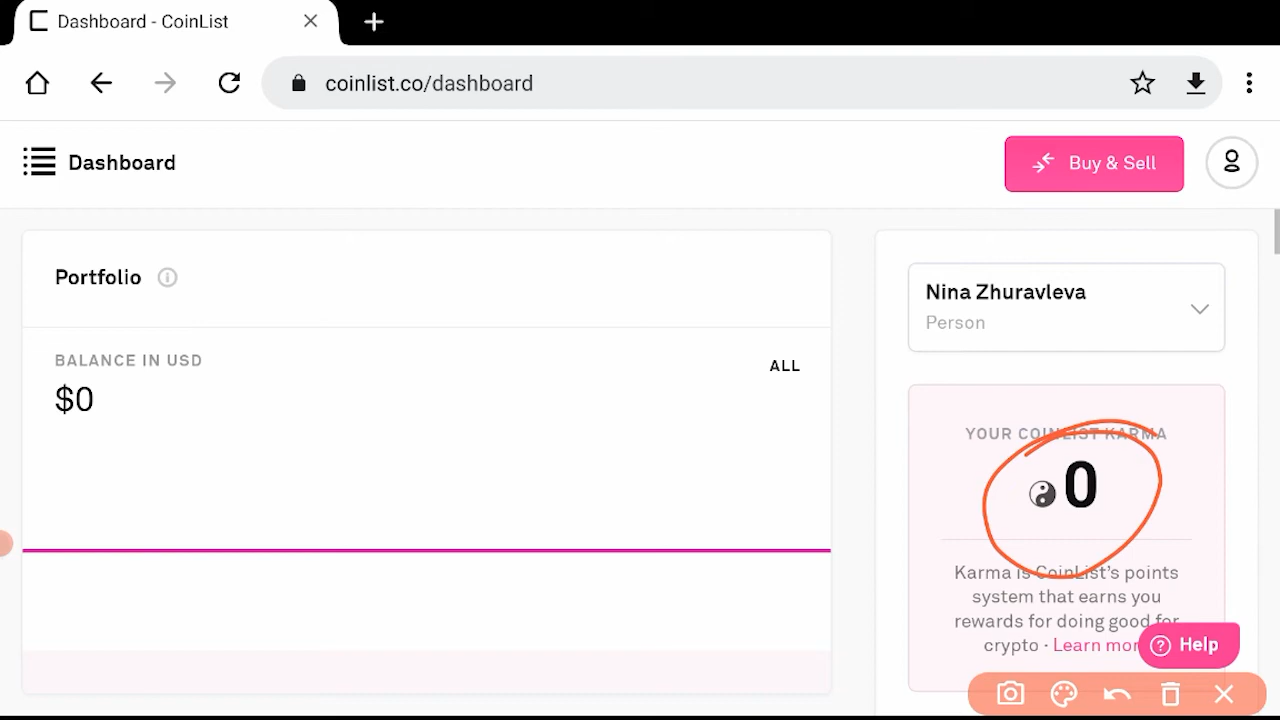 Dashboard - CoinList
coinlist.co/dashboard
Dashboard
Buy & Sell
Portfolio
BALANCE IN USD
$0
ALL
Nina Zhuravleva
Person
YOUR COINLIST KARMA
0
Karma is CoinList's points
system that earns you
rewards for doing good for
crypto · Learn mor
Help